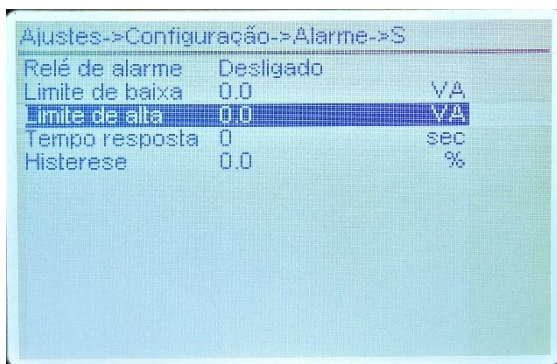 Ajustes->Configuração->Alarme->S
Relé de alarme Desligado
Limite de baixa 0.0 VA
Limite de alta 0.0 VA
Tempo resposta 0 sec
Histerese 0.0 %